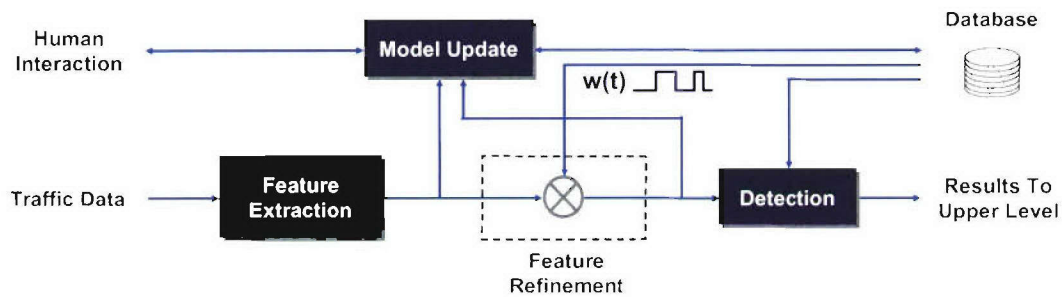 Human
Interaction
Model Update
Database
w(t)
Traffic Data
Feature
Extraction
Detection
Results To
Upper Level
Feature
Refinement